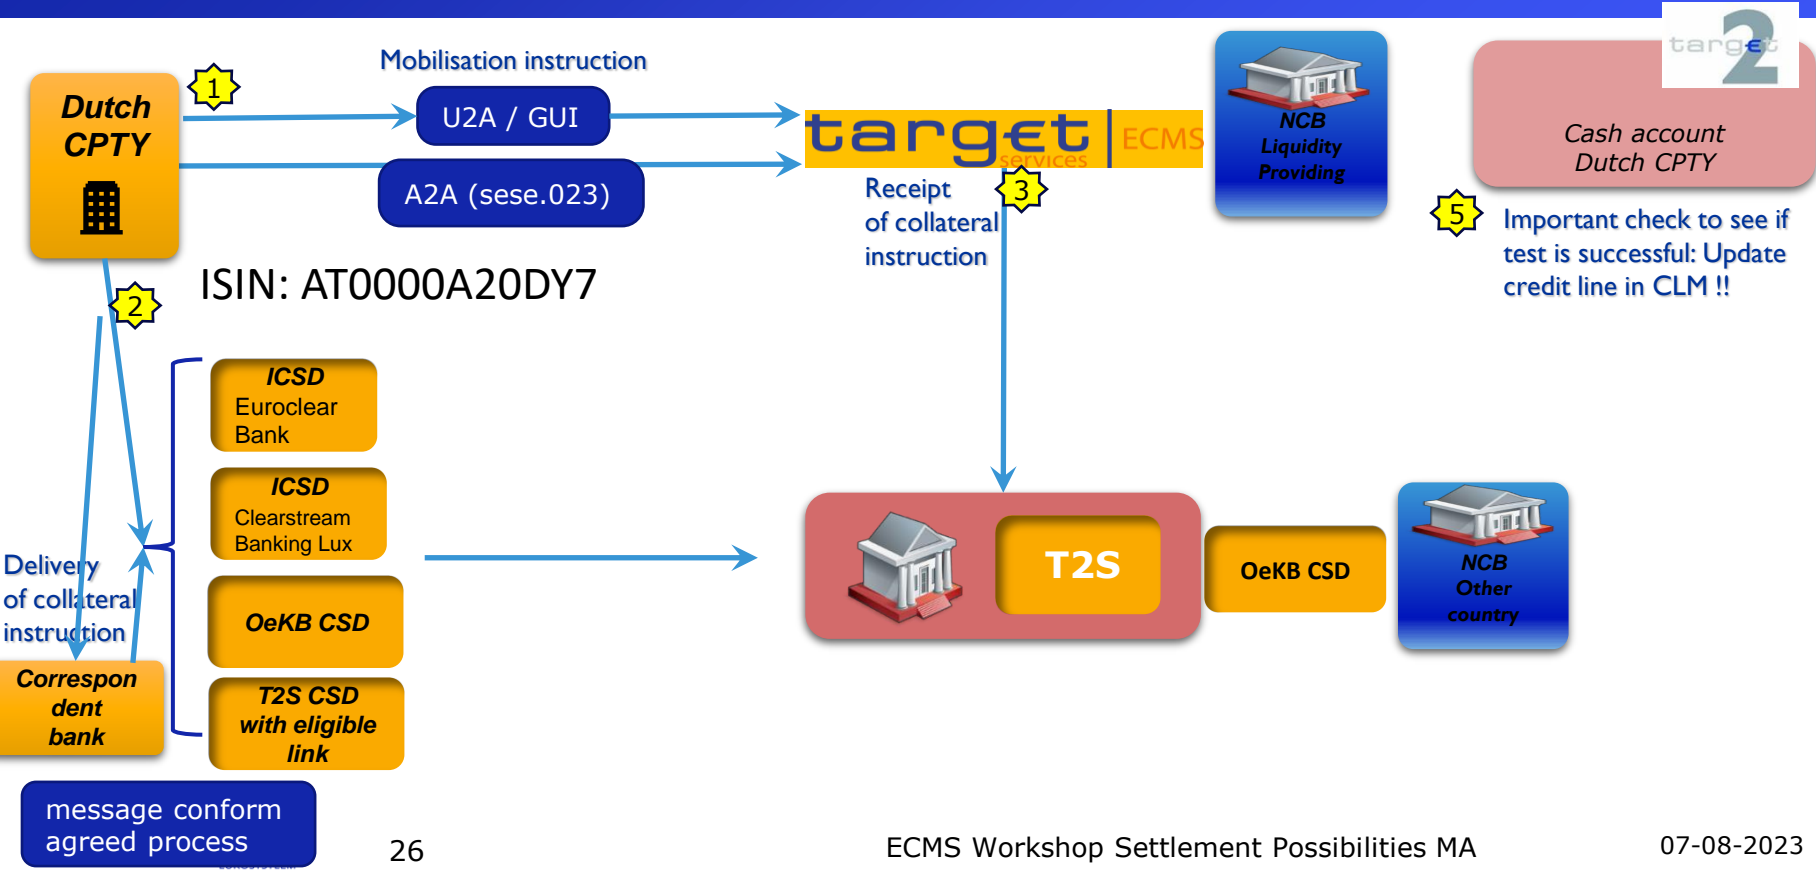 target
2
Dutch
CPTY
1
Mobilisation instruction
U2A / GUI
A2A (sese.023)
target
services
ECMS
NCB
Liquidity
Providing
Cash account
Dutch CPTY
Receipt
of collateral
instruction
3
5
Important check to see if
test is successful: Update
credit line in CLM !!
2
ISIN: AT0000A20DY7
ICSD
Euroclear
Bank
ICSD
Clearstream
Banking Lux
OeKB CSD
T2S CSD
with eligible
link
Delivery
of collateral
instruction
Correspon
dent
bank
T2S
OeKB CSD
NCB
Other
country
message conform
agreed process
26
ECMS Workshop Settlement Possibilities MA
07-08-2023